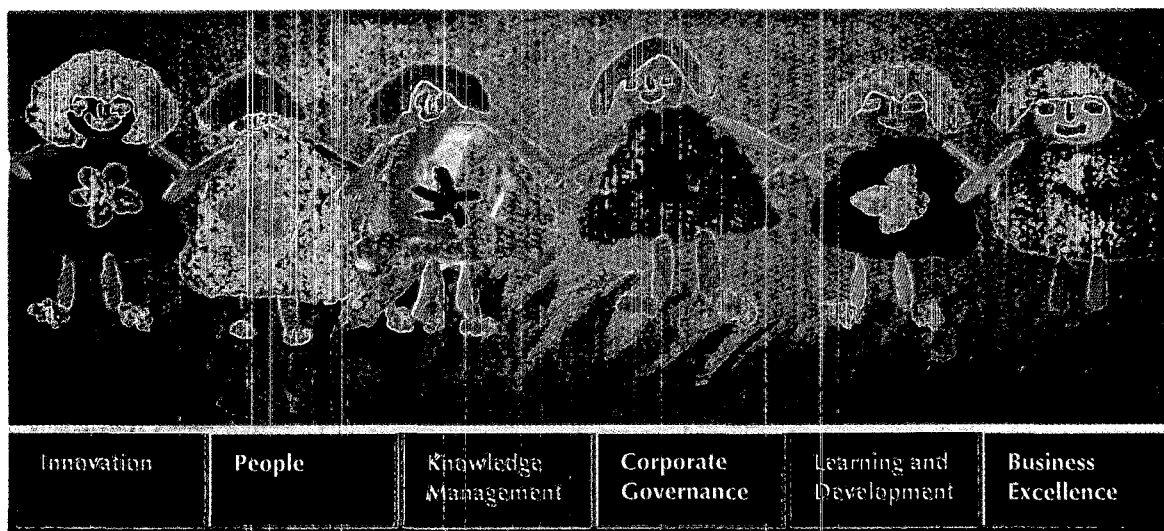 Innovation
People
Knowledge
Management
Corporate
Governance
Learning and
Development
Business
Excellence